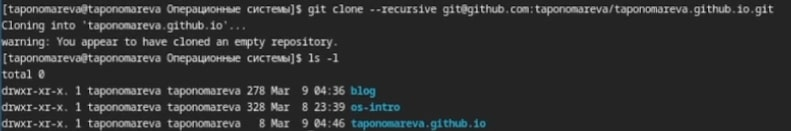 [taponomareva@taponomareva Операционные системы]$ git clone --recursive git@github.com:taponomareva/taponomareva.github.io.git
Cloning into 'taponomareva.github.io'...
warning: You appear to have cloned an empty repository.
[taponomareva@taponomareva Операционные системы]$ ls -l
total 0
drwxr-xr-x. 1 taponomareva taponomareva 278 Mar  9 04:36 blog
drwxr-xr-x. 1 taponomareva taponomareva 328 Mar  8 23:39 os-intro
drwxr-xr-x. 1 taponomareva taponomareva   8 Mar  9 04:46 taponomareva.github.io